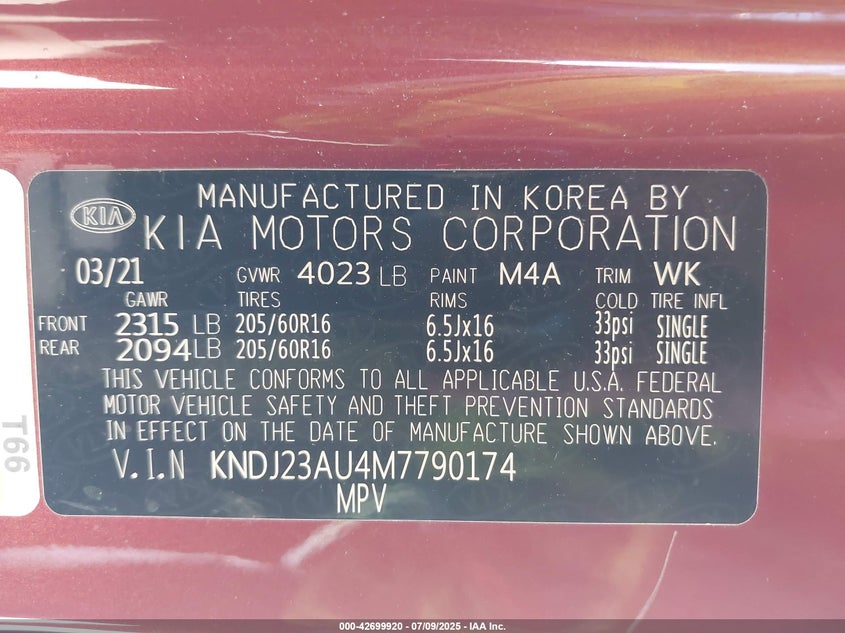 MANUFACTURED IN KOREA BY
KIA KIA MOTORS CORPORATION
03/21 GVWR 4023 LB PAINT M4A TRIM WK
GAWR TIRES RIMS COLD TIRE INFL
FRONT 2315 LB 205/60R16 6.5Jx16 33psi SINGLE
REAR 2094 LB 205/60R16 6.5Jx16 33psi SINGLE
THIS VEHICLE CONFORMS TO ALL APPLICABLE U.S.A. FEDERAL
MOTOR VEHICLE SAFETY AND THEFT PREVENTION STANDARDS
IN EFFECT ON THE DATE OF MANUFACTURE SHOWN ABOVE.
V.I.N KNDJ23AU4M7790174
MPV
T66
000-42699920 - 07/09/2025 - IAA Inc.